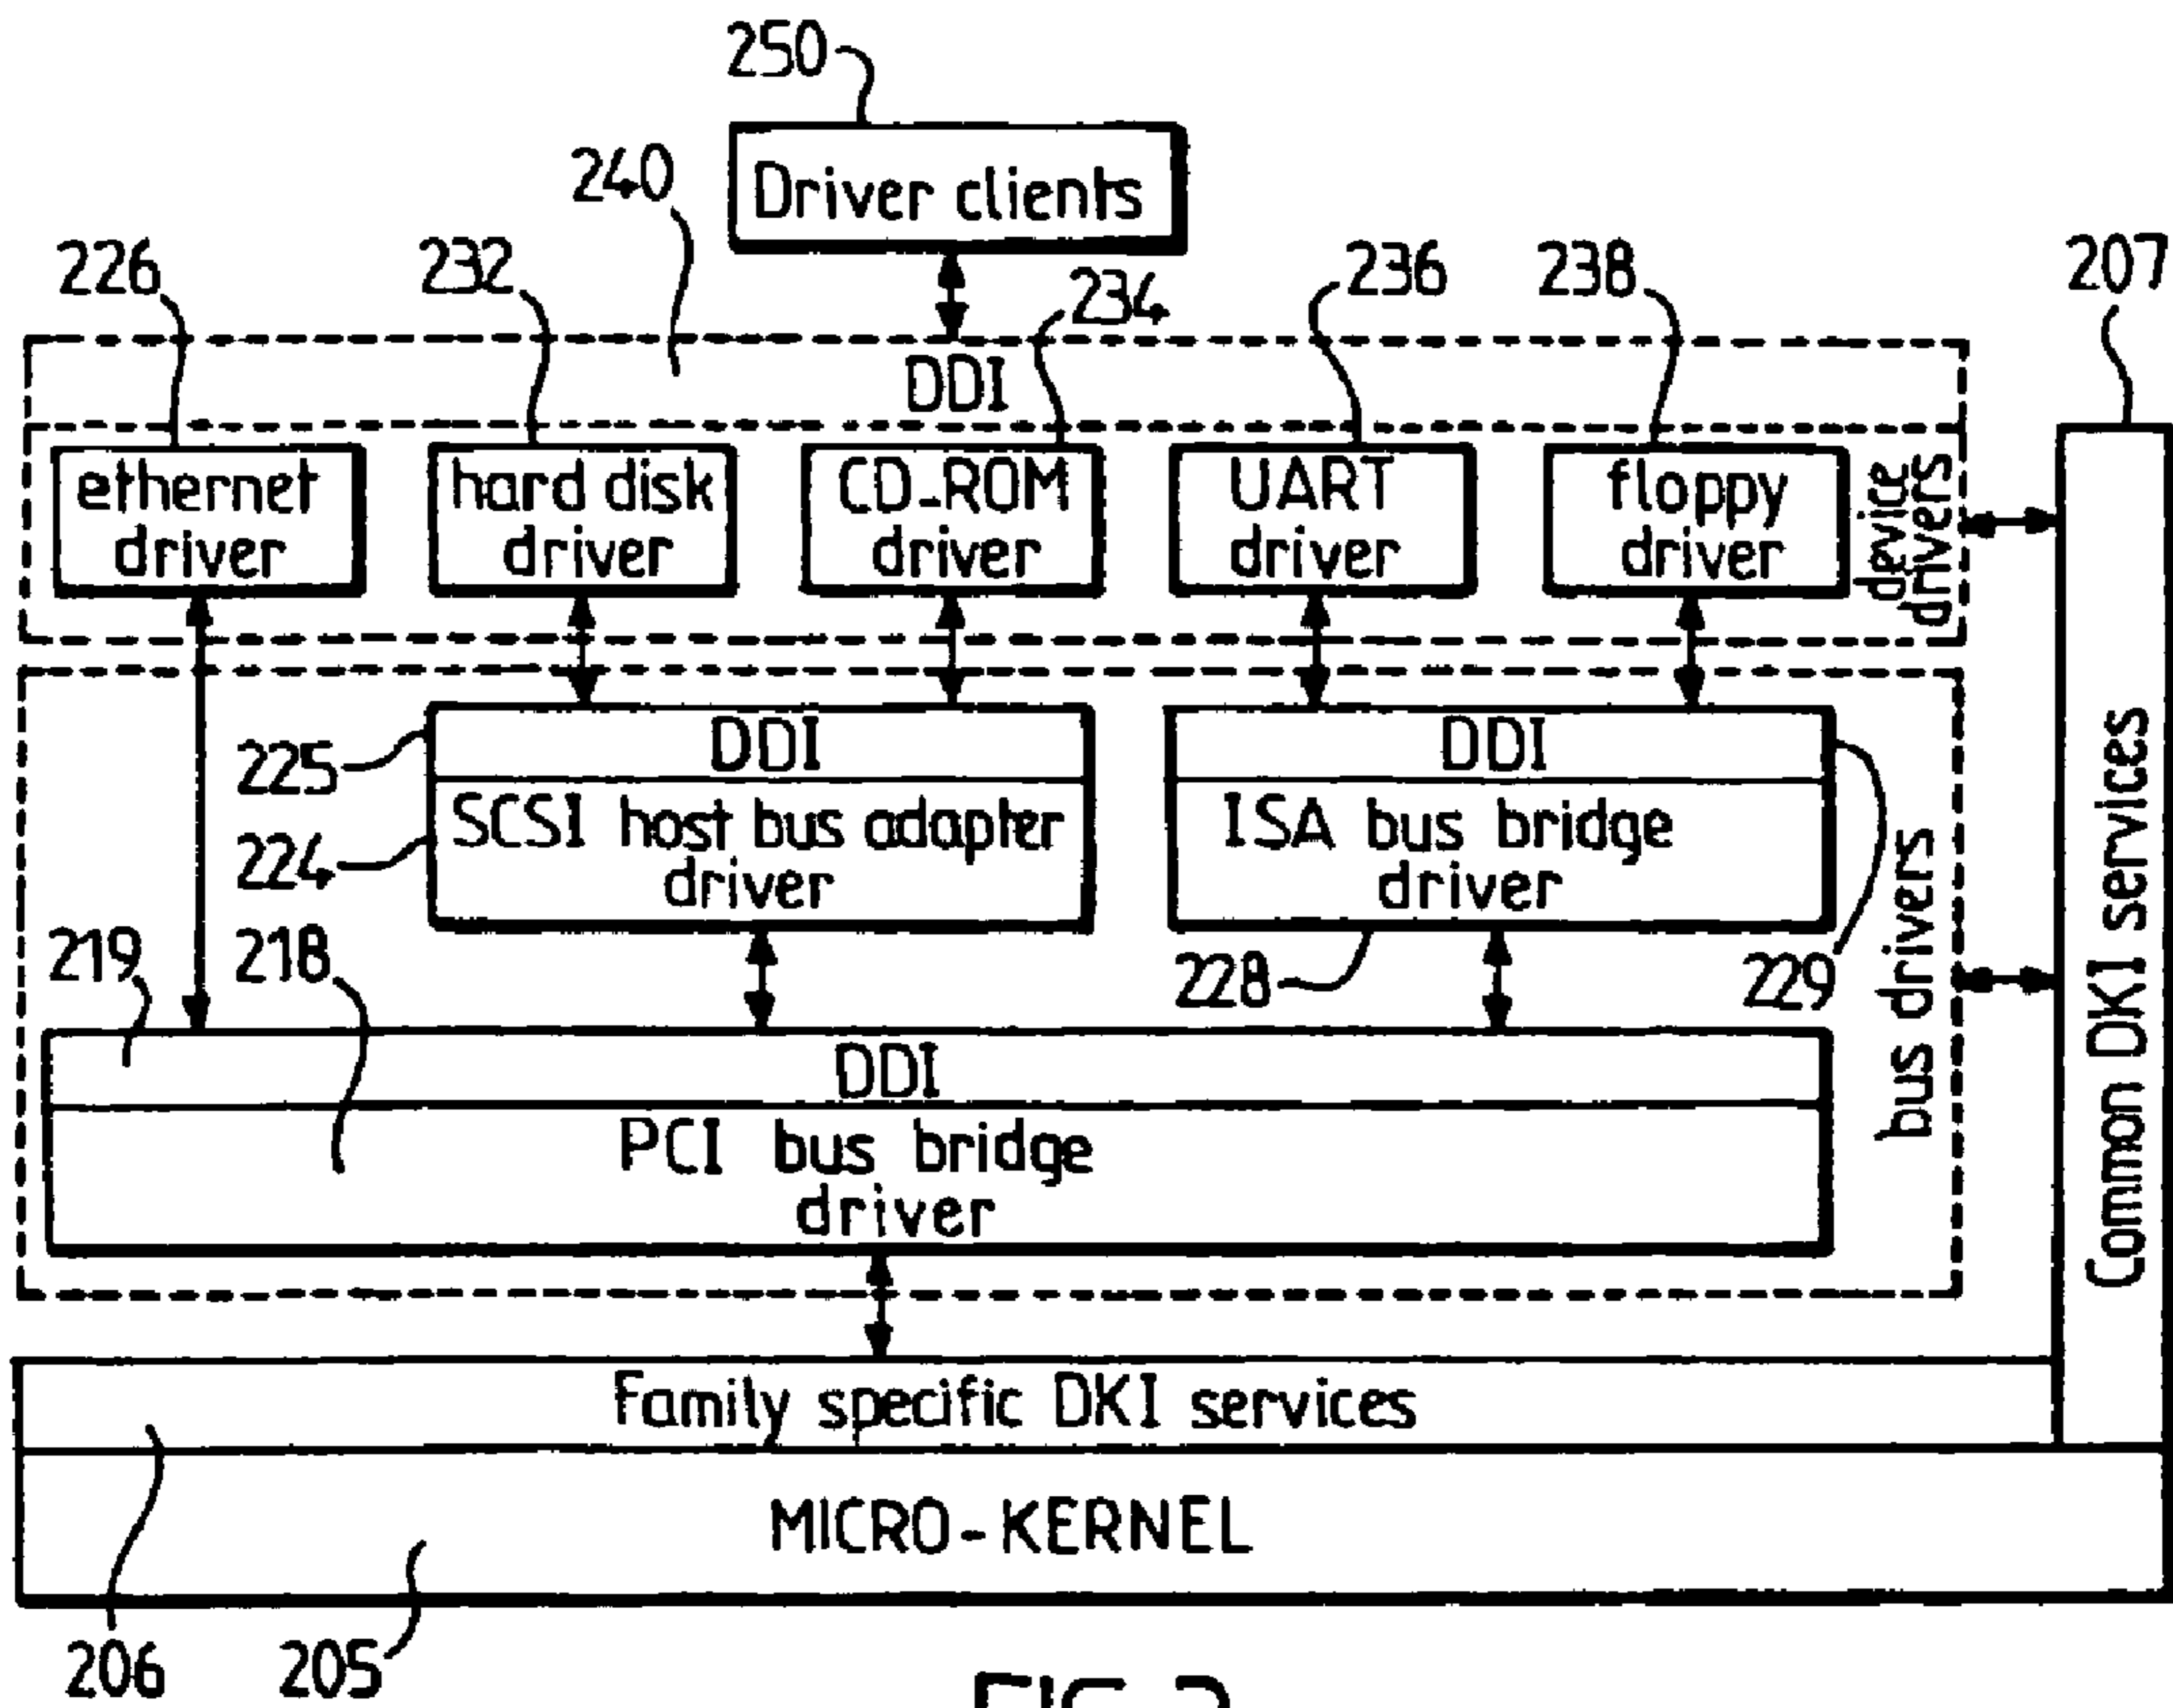 250
Driver clients
240
226
232
234
236
238
207
DDI
ethernet
driver
hard disk
driver
CD-ROM
driver
UART
driver
floppy
driver
device
drivers
225
DDI
224
SCSI host bus adapter
driver
DDI
ISA bus bridge
driver
229
228
bus drivers
Common DKI services
219
218
DDI
PCI bus bridge
driver
Family specific DKI services
MICRO-KERNEL
206
205